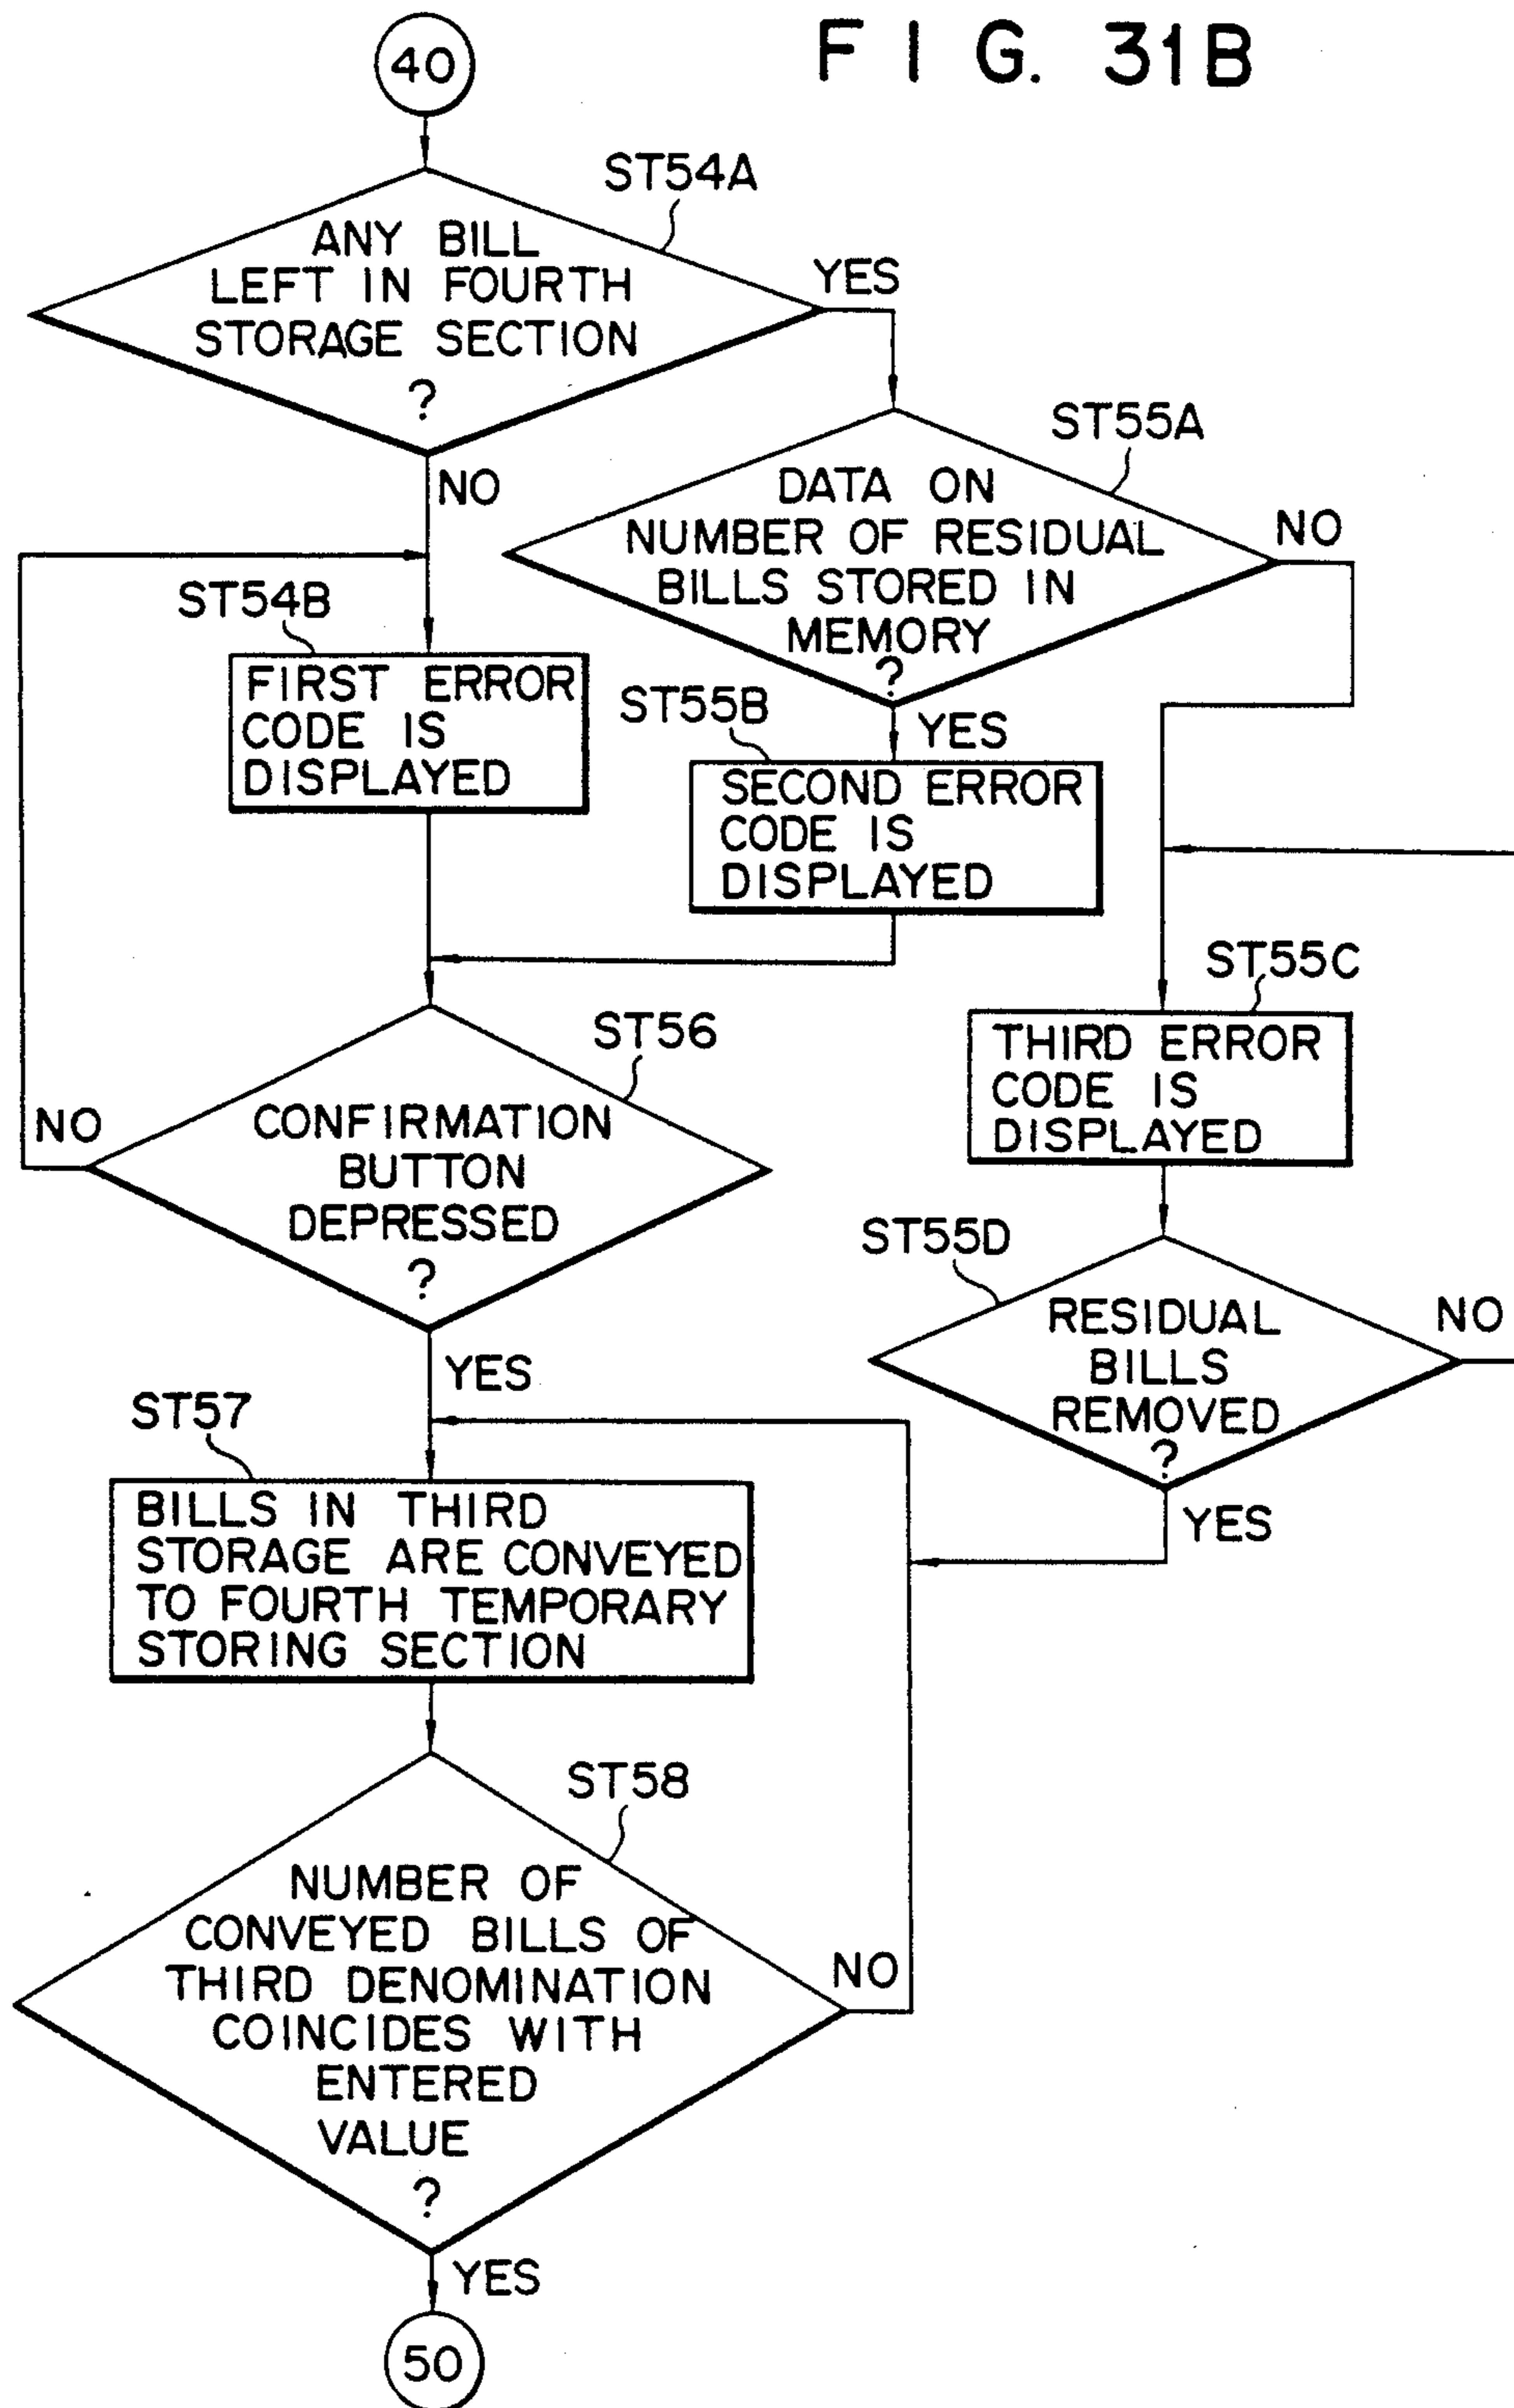 FIG. 31B
40
ST54A
ANY BILL
LEFT IN FOURTH
STORAGE SECTION
?
YES
NO
ST55A
DATA ON
NUMBER OF RESIDUAL
BILLS STORED IN
MEMORY
?
NO
YES
ST54B
FIRST ERROR
CODE IS
DISPLAYED
ST55B
SECOND ERROR
CODE IS
DISPLAYED
ST55C
THIRD ERROR
CODE IS
DISPLAYED
ST56
CONFIRMATION
BUTTON
DEPRESSED
?
NO
YES
ST55D
RESIDUAL
BILLS
REMOVED
?
NO
YES
ST57
BILLS IN THIRD
STORAGE ARE CONVEYED
TO FOURTH TEMPORARY
STORING SECTION
ST58
NUMBER OF
CONVEYED BILLS OF
THIRD DENOMINATION
COINCIDES WITH
ENTERED
VALUE
?
NO
YES
50